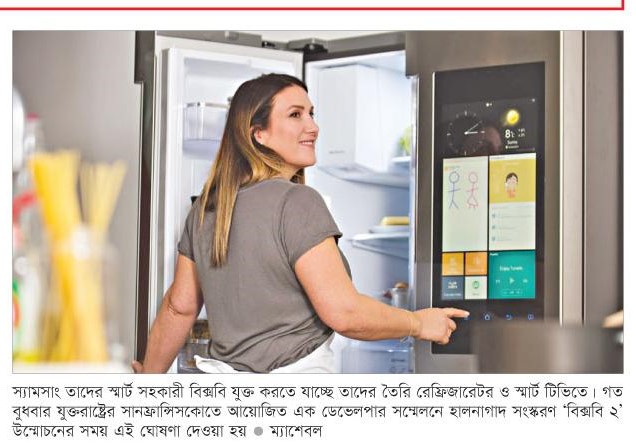 স্যামসাং তাদের স্মার্ট সহকারী বিক্সবি যুক্ত করতে যাচ্ছে তাদের তৈরি রেফ্রিজারেটর ও স্মার্ট টিভিতে। গত
বুধবার যুক্তরাষ্ট্রের সানফ্রান্সিসকোতে আয়োজিত এক ডেভেলপার সম্মেলনে হালনাগাদ সংস্করণ ‘বিক্সবি ২’
উন্মোচনের সময় এই ঘোষণা দেওয়া হয় ● ম্যাশেবল